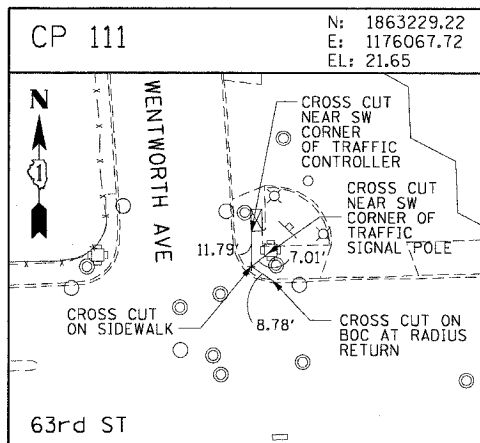 CP 111
N: 1863229.22
E: 1176067.72
EL: 21.65
N
1
WENTWORTH AVE
CROSS CUT
NEAR SW
CORNER
OF TRAFFIC
CONTROLLER
CROSS CUT
NEAR SW
CORNER OF
TRAFFIC
SIGNAL POLE
11.79'
7.01'
CROSS CUT
ON SIDEWALK
8.78'
CROSS CUT ON
BOC AT RADIUS
RETURN
63rd ST